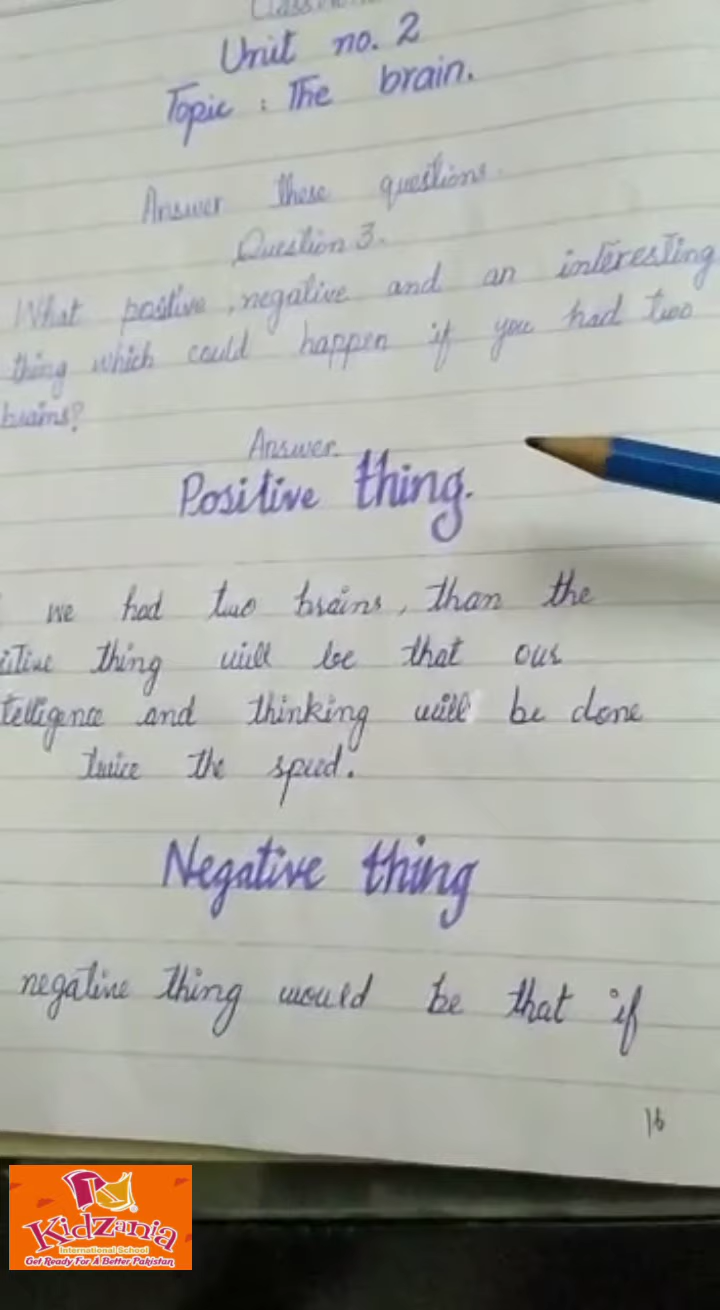 Unit no. 2
Topic : The brain.
Answer these questions.
Question 3.
What positive, negative and an interesting
thing which could happen if you had two
brains?
Answer.
Positive thing.
we had two brains, than the
itive thing will be that our
telligence and thinking will be done
twice the speed.
Negative thing
negative thing would be that if
16
KidZania
International School
Get Ready For A Better Pakistan